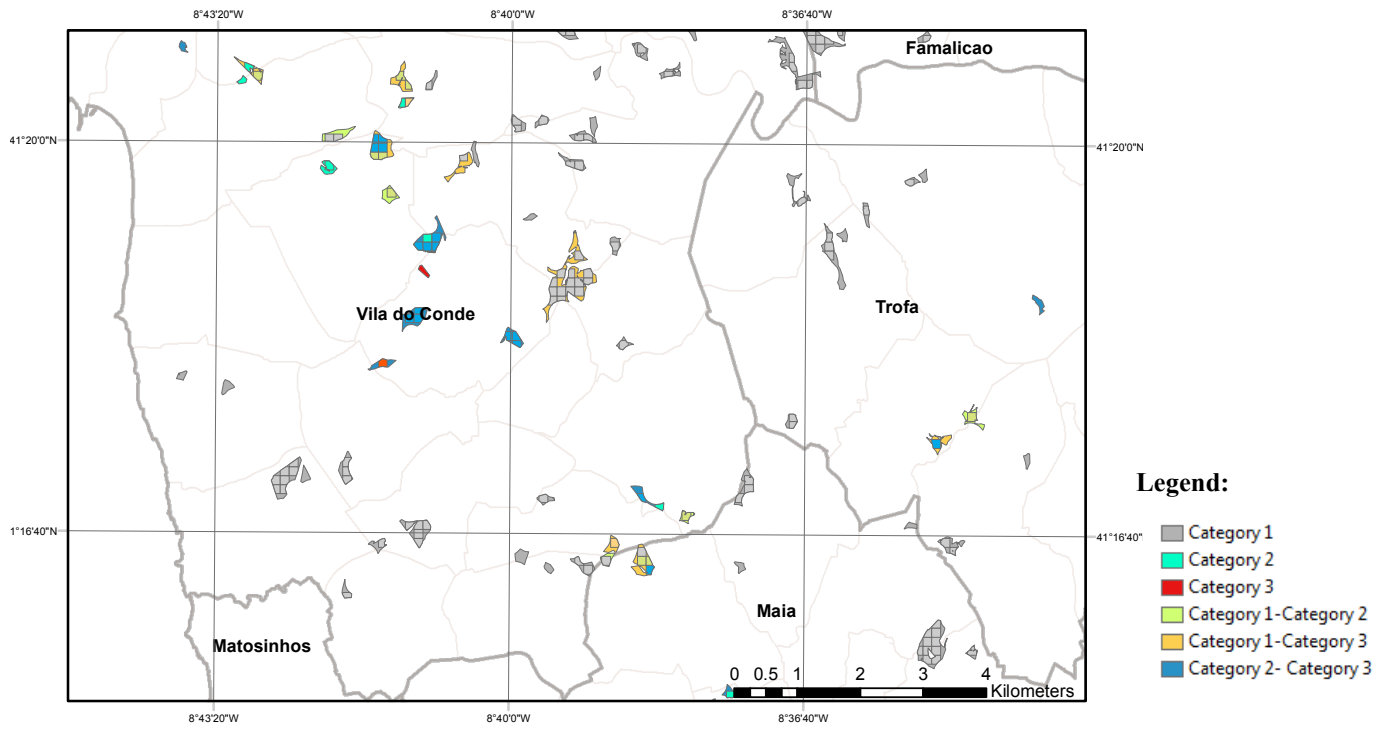 8°43'20"W 8°40'0"W 8°36'40"W
Famalicao
41°20'0"N 41°20'0"N
Trofa
Vila do Conde
Legend:
1°16'40"N 41°16'40"N
Category 1
Category 2
Category 3
Category 1-Category 2
Category 1-Category 3
Category 2- Category 3
Maia
Matosinhos
0 0.5 1 2 3 4
Kilometers
8°43'20"W 8°40'0"W 8°36'40"W